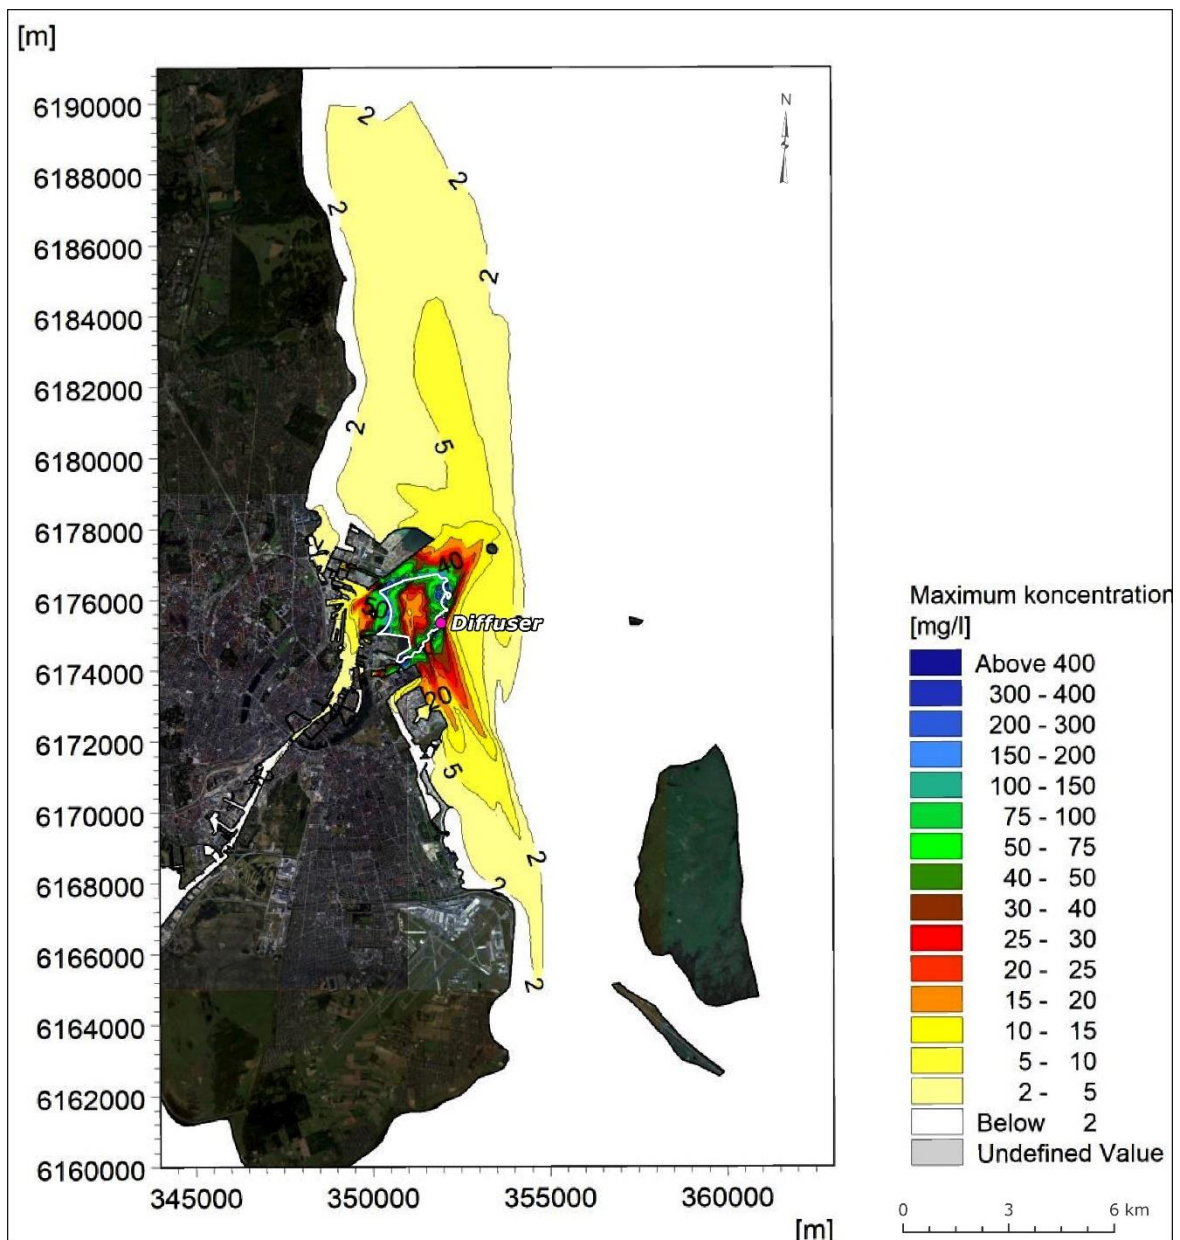 [m]
N
6190000
6188000
6186000
6184000
6182000
6180000
6178000
6176000
6174000
6172000
6170000
6168000
6166000
6164000
6162000
6160000
2
2
2
2
2
5
40
50
Diffuser
20
5
2
2
2
345000
350000
355000
360000
[m]
Maximum koncentration
[mg/l]
Above 400
300 - 400
200 - 300
150 - 200
100 - 150
75 - 100
50 - 75
40 - 50
30 - 40
25 - 30
20 - 25
15 - 20
10 - 15
5 - 10
2 - 5
Below 2
Undefined Value
0 3 6 km